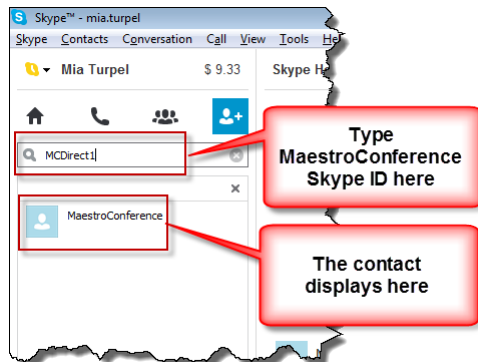 Skype™ - mia.turpel
Skype Contacts Conversation Call View Tools Hel
Mia Turpel $ 9.33 Skype H
MCDirect1
MaestroConference
Type
MaestroConference
Skype ID here
The contact
displays here